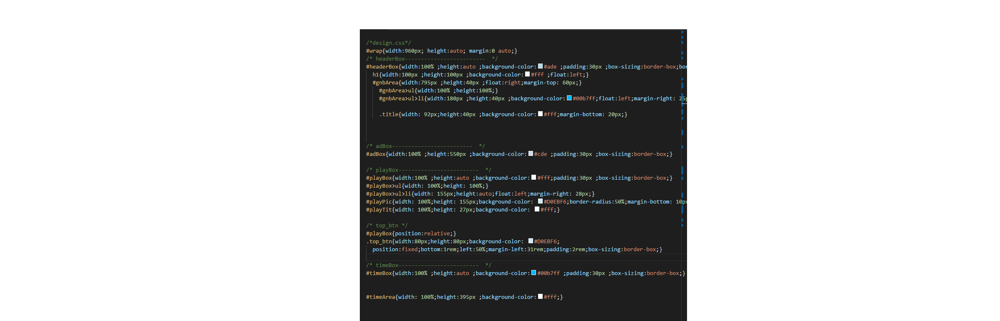 /*design.css*/
#wrap{width:960px; height:auto; margin:0 auto;}
/* headerBox-------------------------  */
#headerBox{width:100% ;height:auto ;background-color:#ade ;padding:30px ;box-sizing:border-box;bor
h1{width:100px ;height:100px ;background-color:#fff ;float:left;}
#gnbArea{width:795px ;height:40px ;float:right;margin-top: 60px;}
#gnbArea>ul{width:100% ;height:100%;}
#gnbArea>ul>li{width:180px ;height:40px ;background-color:#00b7ff;float:left;margin-right: 25p
.title{width: 92px;height:40px ;background-color:#fff;margin-bottom: 20px;}
/* adBox-------------------------  */
#adBox{width:100% ;height:550px ;background-color:#cde ;padding:30px ;box-sizing:border-box;}
/* playBox-------------------------  */
#playBox{width:100% ;height:auto ;background-color:#fff;padding:30px ;box-sizing:border-box;}
#playBox>ul{width: 100%;height: 100%;}
#playBox>ul>li{width: 155px;height:auto;float:left;margin-right: 28px;}
#playPic{width: 100%;height: 155px;background-color: #D0EBF6;border-radius:50%;margin-bottom: 10px
#playTit{width: 100%;height: 27px;background-color: #fff;}
/* top_btn */
#playBox{position:relative;}
.top_btn{width:80px;height:80px;background-color: #D0EBF6;
position:fixed;bottom:1rem;left:50%;margin-left:31rem;padding:2rem;box-sizing:border-box;}
/* timeBox-------------------------  */
#timeBox{width:100% ;height:auto ;background-color:#00b7ff ;padding:30px ;box-sizing:border-box;}
#timeArea{width: 100%;height:395px ;background-color:#fff;}